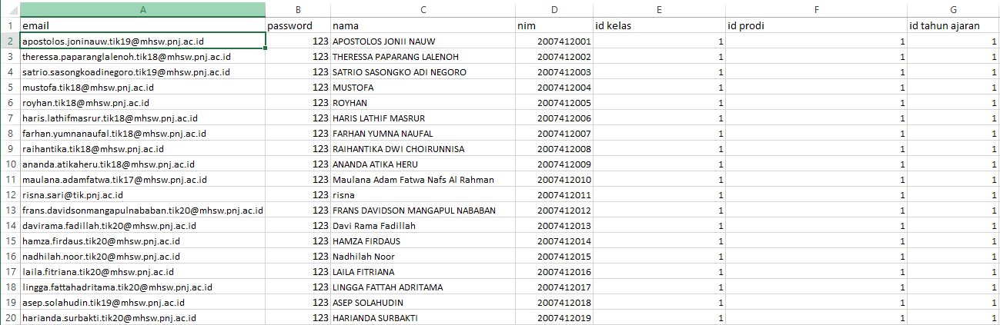 A B C D E F G
1 email password nama nim id kelas id prodi id tahun ajaran
2 apostolos.joninauw.tik19@mhsw.pnj.ac.id 123 APOSTOLOS JONII NAUW 2007412001 1 1 1
3 theressa.paparanglalenoh.tik18@mhsw.pnj.ac.id 123 THERESSA PAPARANG LALENOH 2007412002 1 1 1
4 satrio.sasongkoadinegoro.tik19@mhsw.pnj.ac.id 123 SATRIO SASONGKO ADI NEGORO 2007412003 1 1 1
5 mustofa.tik18@mhsw.pnj.ac.id 123 MUSTOFA 2007412004 1 1 1
6 royhan.tik18@mhsw.pnj.ac.id 123 ROYHAN 2007412005 1 1 1
7 haris.lathifmasrur.tik18@mhsw.pnj.ac.id 123 HARIS LATHIF MASRUR 2007412006 1 1 1
8 farhan.yumnanaufal.tik18@mhsw.pnj.ac.id 123 FARHAN YUMNA NAUFAL 2007412007 1 1 1
9 raihantika.tik18@mhsw.pnj.ac.id 123 RAIHANTIKA DWI CHOIRUNNISA 2007412008 1 1 1
10 ananda.atikaheru.tik18@mhsw.pnj.ac.id 123 ANANDA ATIKA HERU 2007412009 1 1 1
11 maulana.adamfatwa.tik17@mhsw.pnj.ac.id 123 Maulana Adam Fatwa Nafs Al Rahman 2007412010 1 1 1
12 risna.sari@tik.pnj.ac.id 123 risna 2007412011 1 1 1
13 frans.davidsonmangapulnababan.tik20@mhsw.pnj.ac.id 123 FRANS DAVIDSON MANGAPUL NABABAN 2007412012 1 1 1
14 davirama.fadillah.tik20@mhsw.pnj.ac.id 123 Davi Rama Fadillah 2007412013 1 1 1
15 hamza.firdaus.tik20@mhsw.pnj.ac.id 123 HAMZA FIRDAUS 2007412014 1 1 1
16 nadhilah.noor.tik20@mhsw.pnj.ac.id 123 Nadhilah Noor 2007412015 1 1 1
17 laila.fitriana.tik20@mhsw.pnj.ac.id 123 LAILA FITRIANA 2007412016 1 1 1
18 lingga.fattahadritama.tik20@mhsw.pnj.ac.id 123 LINGGA FATTAH ADRITAMA 2007412017 1 1 1
19 asep.solahudin.tik19@mhsw.pnj.ac.id 123 ASEP SOLAHUDIN 2007412018 1 1 1
20 harianda.surbakti.tik20@mhsw.pnj.ac.id 123 HARIANDA SURBAKTI 2007412019 1 1 1